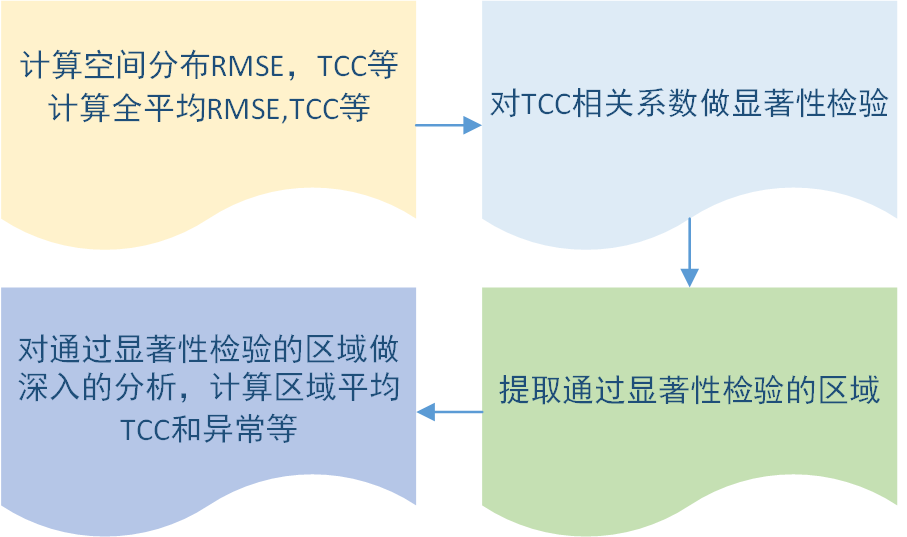 计算空间分布RMSE，TCC等
计算全平均RMSE,TCC等
对TCC相关系数做显著性检验
提取通过显著性检验的区域
对通过显著性检验的区域做
深入的分析，计算区域平均
TCC和异常等